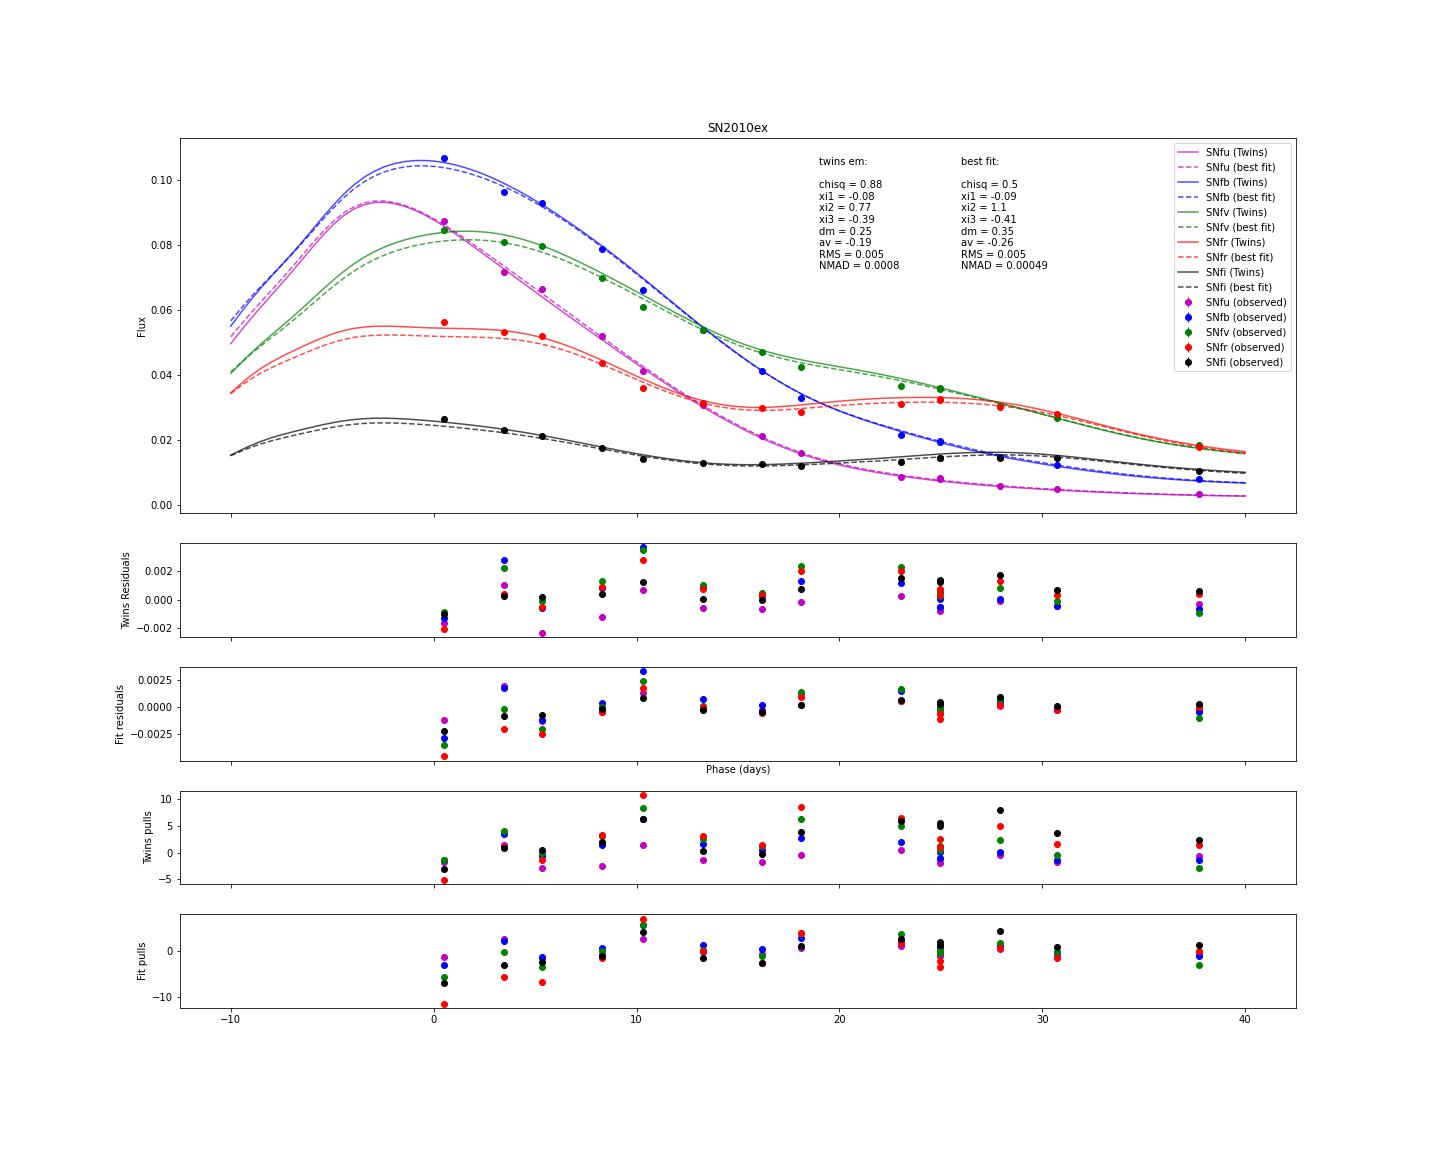 SN2010ex
Flux
0.10
0.08
0.06
0.04
0.02
0.00
twins em:
chisq = 0.88
xi1 = -0.08
xi2 = 0.77
xi3 = -0.39
dm = 0.25
av = -0.19
RMS = 0.005
NMAD = 0.0008
best fit:
chisq = 0.5
xi1 = -0.09
xi2 = 1.1
xi3 = -0.41
dm = 0.35
av = -0.26
RMS = 0.005
NMAD = 0.00049
SNfu (Twins)
SNfu (best fit)
SNfb (Twins)
SNfb (best fit)
SNfv (Twins)
SNfv (best fit)
SNfr (Twins)
SNfr (best fit)
SNfi (Twins)
SNfi (best fit)
SNfu (observed)
SNfb (observed)
SNfv (observed)
SNfr (observed)
SNfi (observed)
Twins Residuals
0.002
0.000
−0.002
Fit residuals
0.0025
0.0000
−0.0025
Phase (days)
Twins pulls
10
5
0
−5
Fit pulls
0
−10
−10 0 10 20 30 40